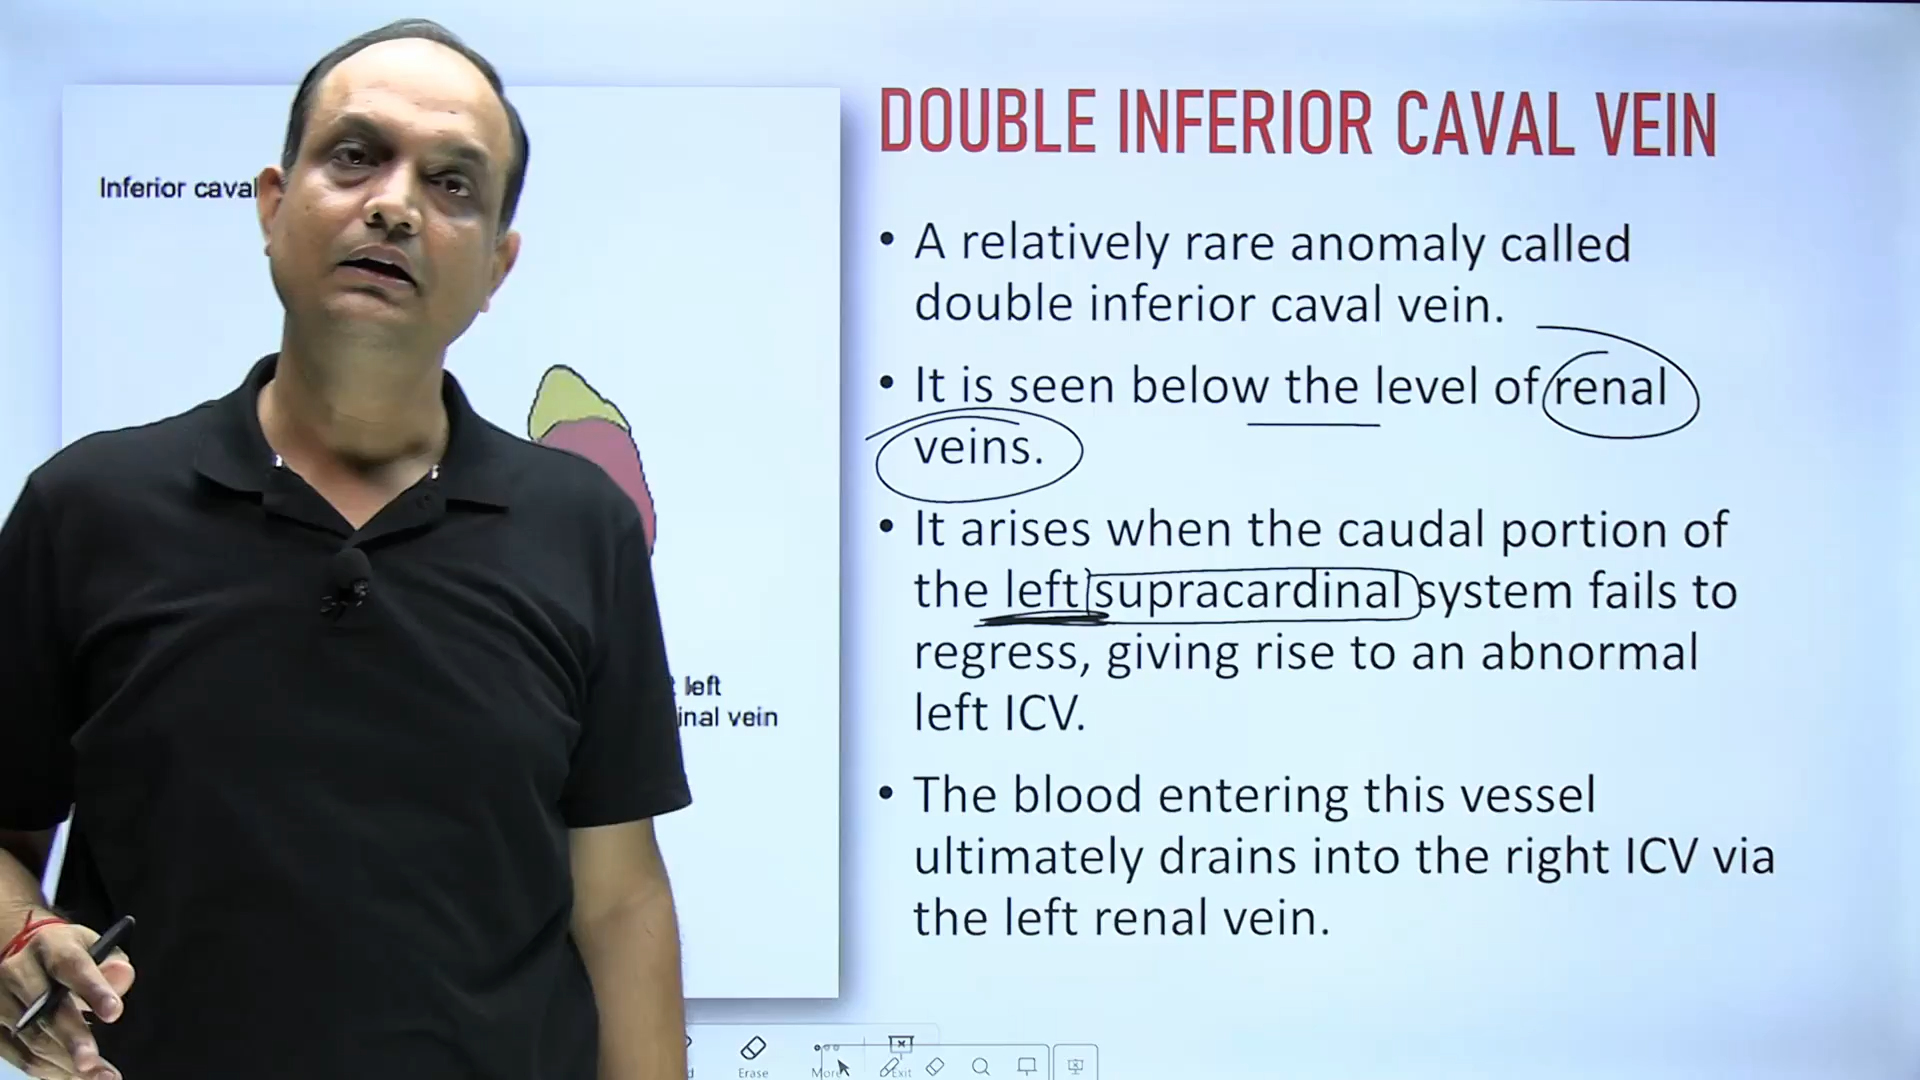 Inferior caval
left
vein
DOUBLE INFERIOR CAVAL VEIN
• A relatively rare anomaly called
double inferior caval vein.
• It is seen below the level of renal
veins.
• It arises when the caudal portion of
the left supracardinal system fails to
regress, giving rise to an abnormal
left ICV.
• The blood entering this vessel
ultimately drains into the right ICV via
the left renal vein.
Erase
More
Exit